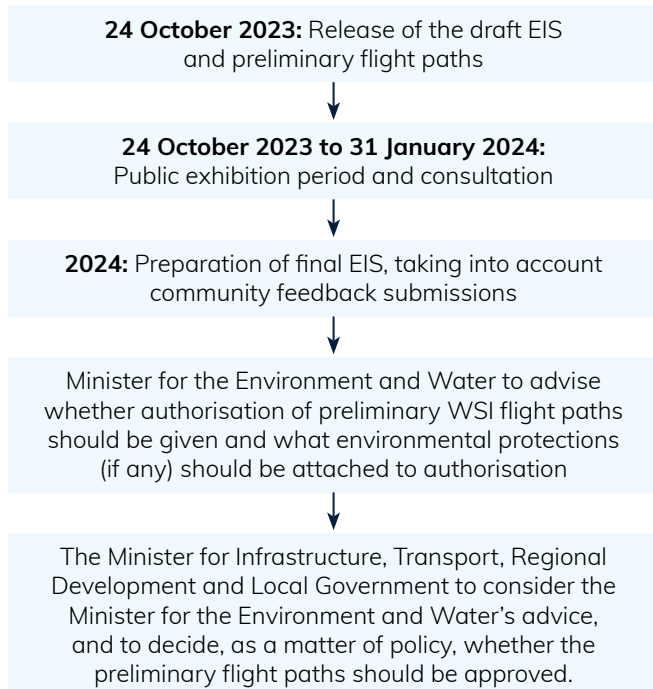 24 October 2023: Release of the draft EIS
and preliminary flight paths
24 October 2023 to 31 January 2024:
Public exhibition period and consultation
2024: Preparation of final EIS, taking into account
community feedback submissions
Minister for the Environment and Water to advise
whether authorisation of preliminary WSI flight paths
should be given and what environmental protections
(if any) should be attached to authorisation
The Minister for Infrastructure, Transport, Regional
Development and Local Government to consider the
Minister for the Environment and Water’s advice,
and to decide, as a matter of policy, whether the
preliminary flight paths should be approved.